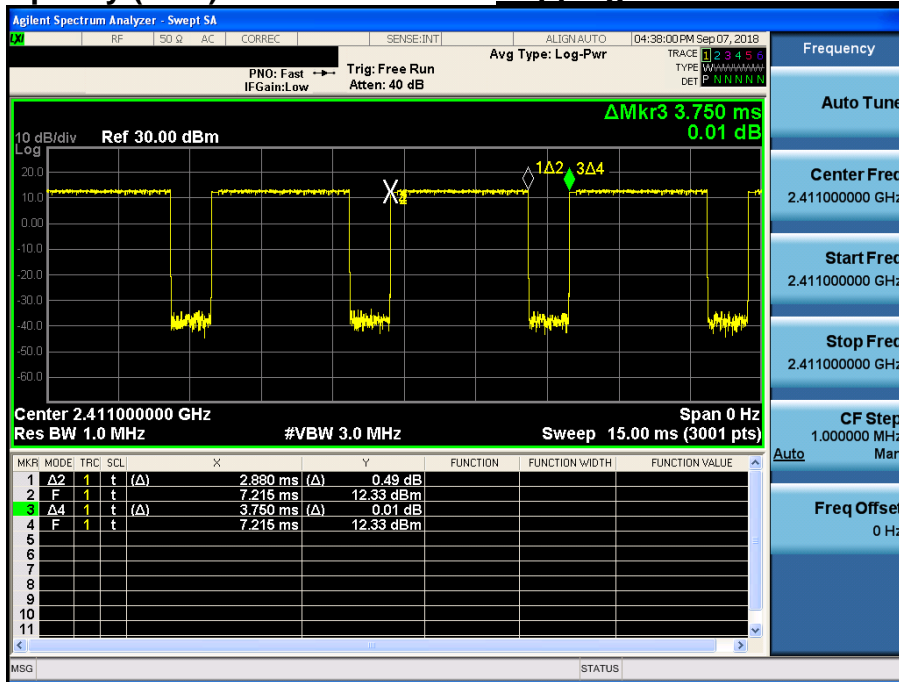 Agilent Spectrum Analyzer - Swept SA
LXI RF 50 Ω AC CORREC SENSE:INT ALIGN AUTO 04:38:00 PM Sep 07, 2018
Avg Type: Log-Pwr
TRACE 1 2 3 4 5 6
TYPE WWWWWW
DET P N N N N N
PNO: Fast
IFGain:Low
Trig: Free Run
Atten: 40 dB
ΔMkr3 3.750 ms
0.01 dB
10 dB/div Ref 30.00 dBm
Log
20.0
10.0
0.00
-10.0
-20.0
-30.0
-40.0
-50.0
-60.0
1Δ2 3Δ4
X4
Center 2.411000000 GHz Span 0 Hz
Res BW 1.0 MHz #VBW 3.0 MHz Sweep 15.00 ms (3001 pts)
MKR MODE TRC SCL X Y FUNCTION FUNCTION WIDTH FUNCTION VALUE
1 Δ2 1 t (Δ) 2.880 ms (Δ) 0.49 dB
2 F 1 t 7.215 ms 12.33 dBm
3 Δ4 1 t (Δ) 3.750 ms (Δ) 0.01 dB
4 F 1 t 7.215 ms 12.33 dBm
5
6
7
8
9
10
11
MSG STATUS
Frequency
Auto Tune
Center Freq
2.411000000 GHz
Start Freq
2.411000000 GHz
Stop Freq
2.411000000 GHz
CF Step
1.000000 MHz
Auto Man
Freq Offset
0 Hz